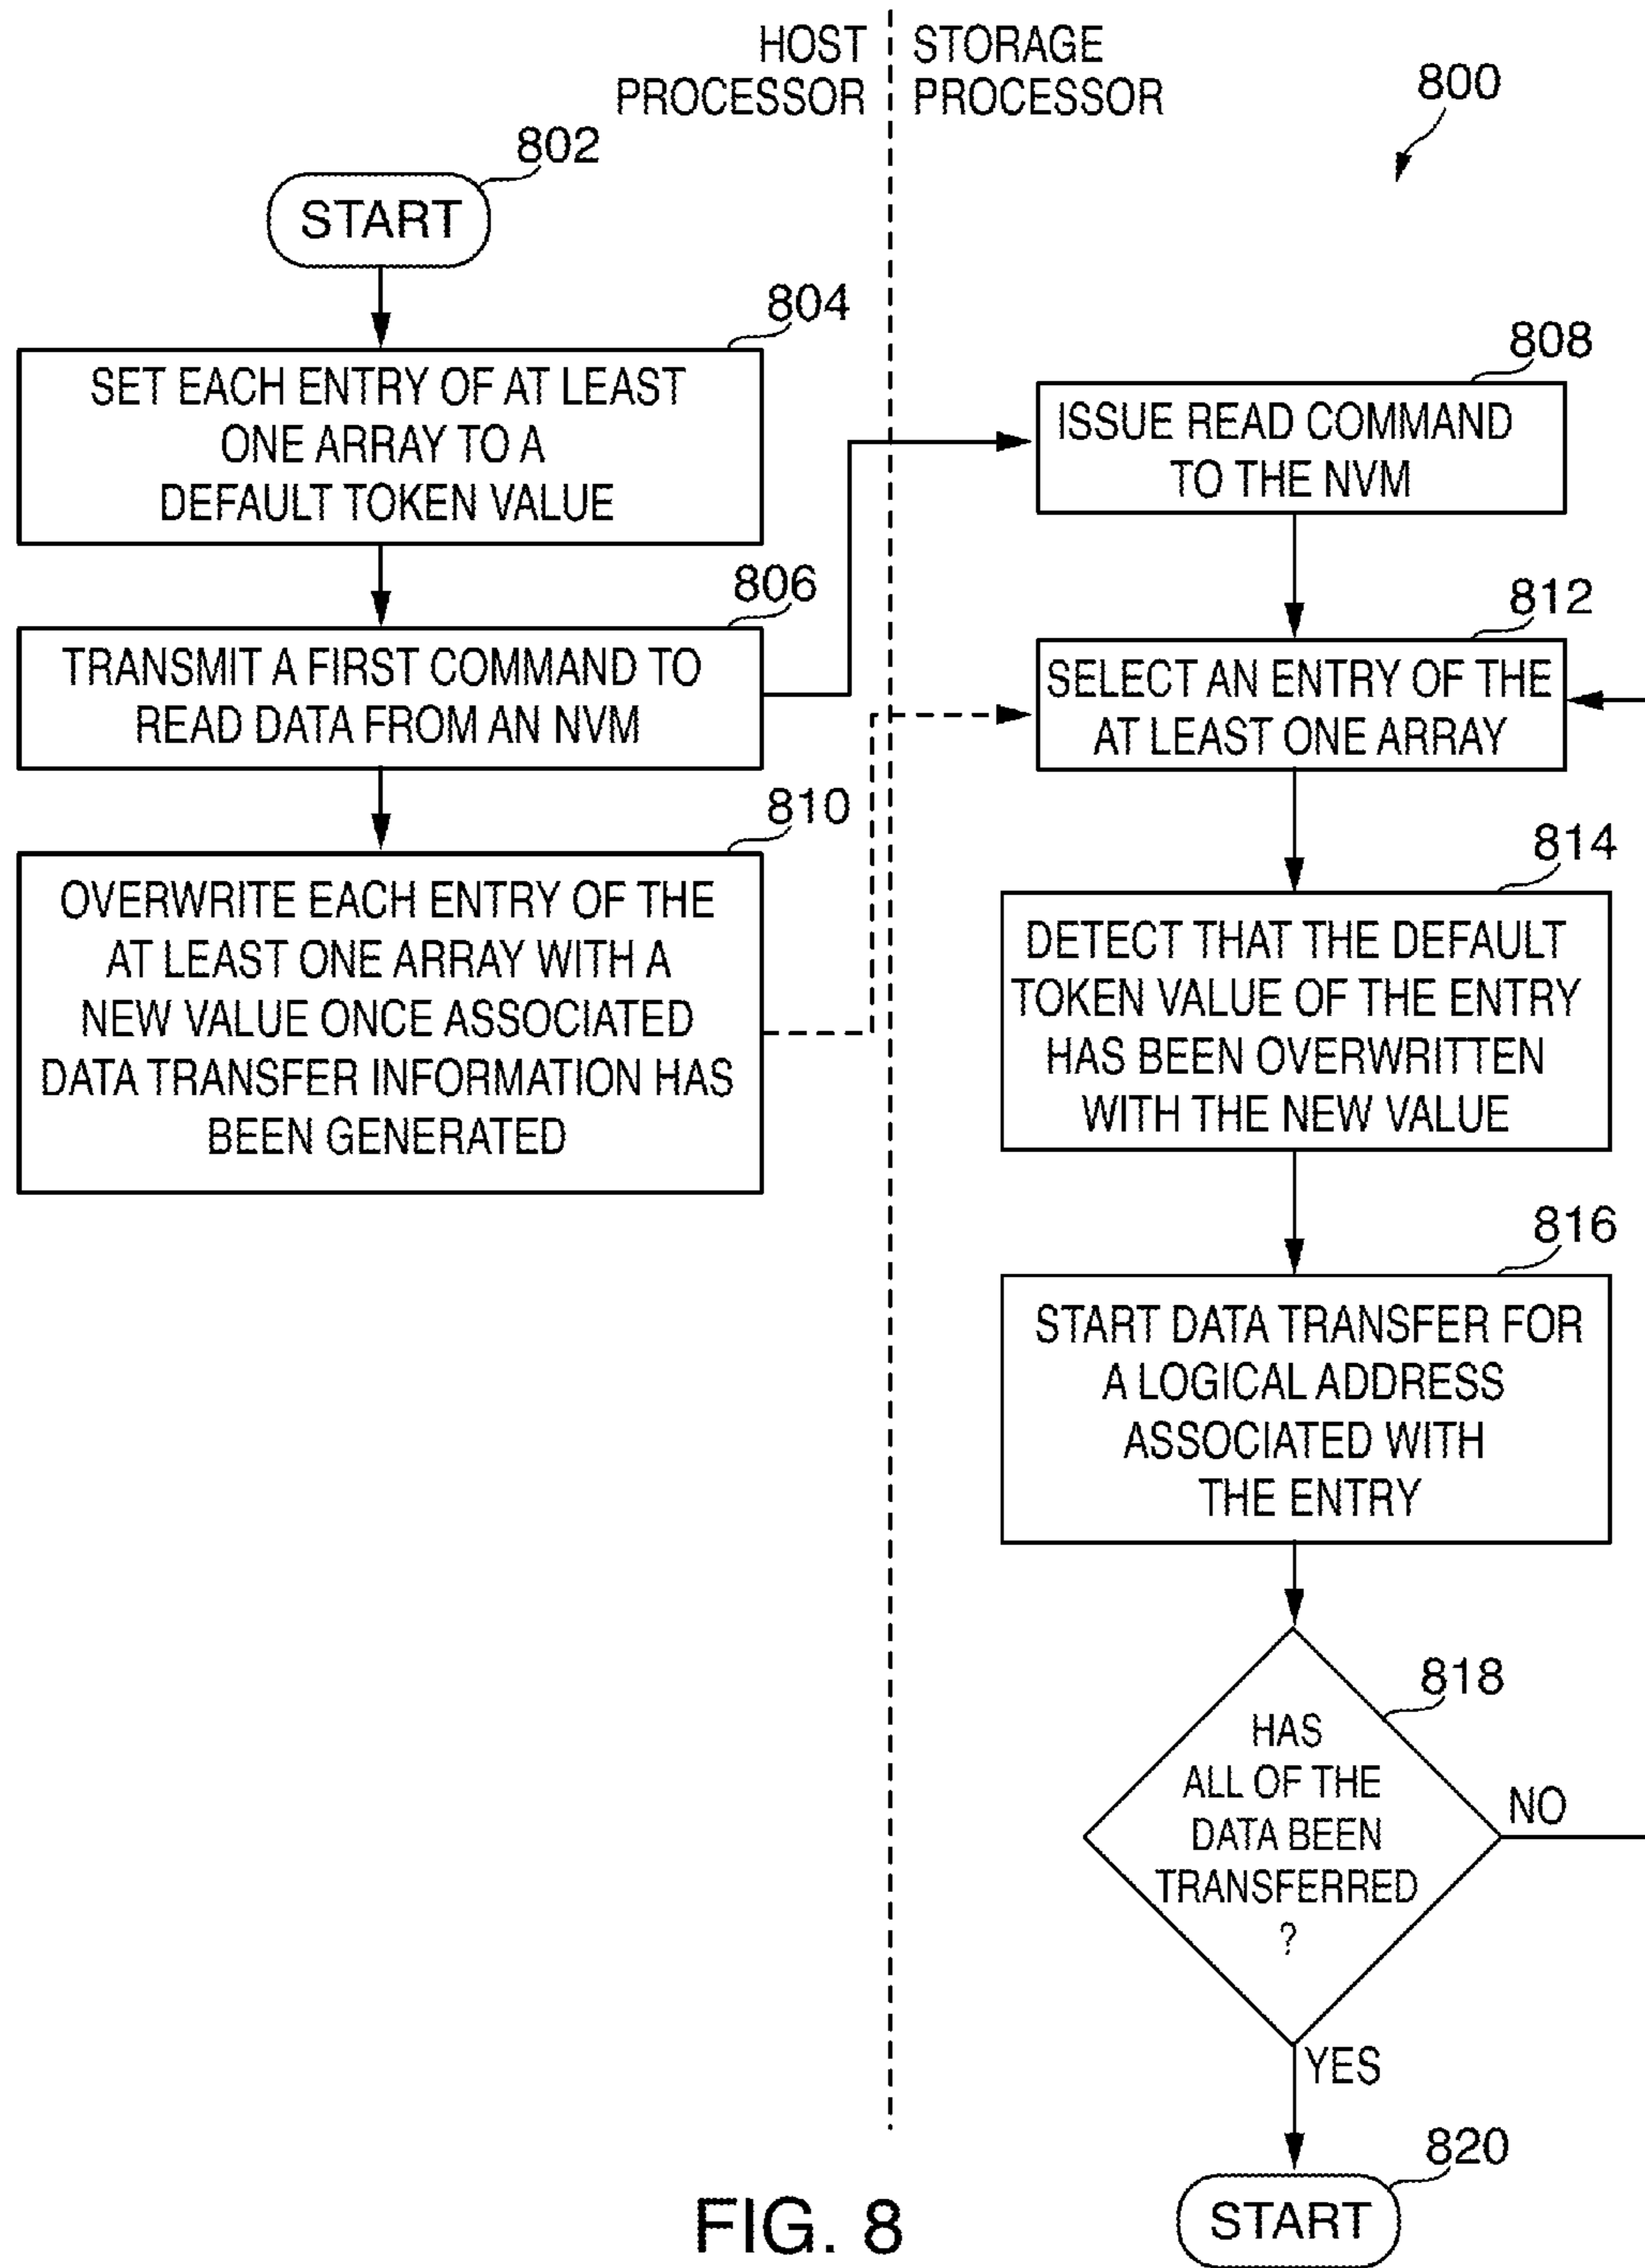 HOST
PROCESSOR
STORAGE
PROCESSOR
800
802
START
804
SET EACH ENTRY OF AT LEAST
ONE ARRAY TO A
DEFAULT TOKEN VALUE
806
TRANSMIT A FIRST COMMAND TO
READ DATA FROM AN NVM
810
OVERWRITE EACH ENTRY OF THE
AT LEAST ONE ARRAY WITH A
NEW VALUE ONCE ASSOCIATED
DATA TRANSFER INFORMATION HAS
BEEN GENERATED
808
ISSUE READ COMMAND
TO THE NVM
812
SELECT AN ENTRY OF THE
AT LEAST ONE ARRAY
814
DETECT THAT THE DEFAULT
TOKEN VALUE OF THE ENTRY
HAS BEEN OVERWRITTEN
WITH THE NEW VALUE
816
START DATA TRANSFER FOR
A LOGICAL ADDRESS
ASSOCIATED WITH
THE ENTRY
818
HAS
ALL OF THE
DATA BEEN
TRANSFERRED
?
NO
YES
820
START
FIG. 8